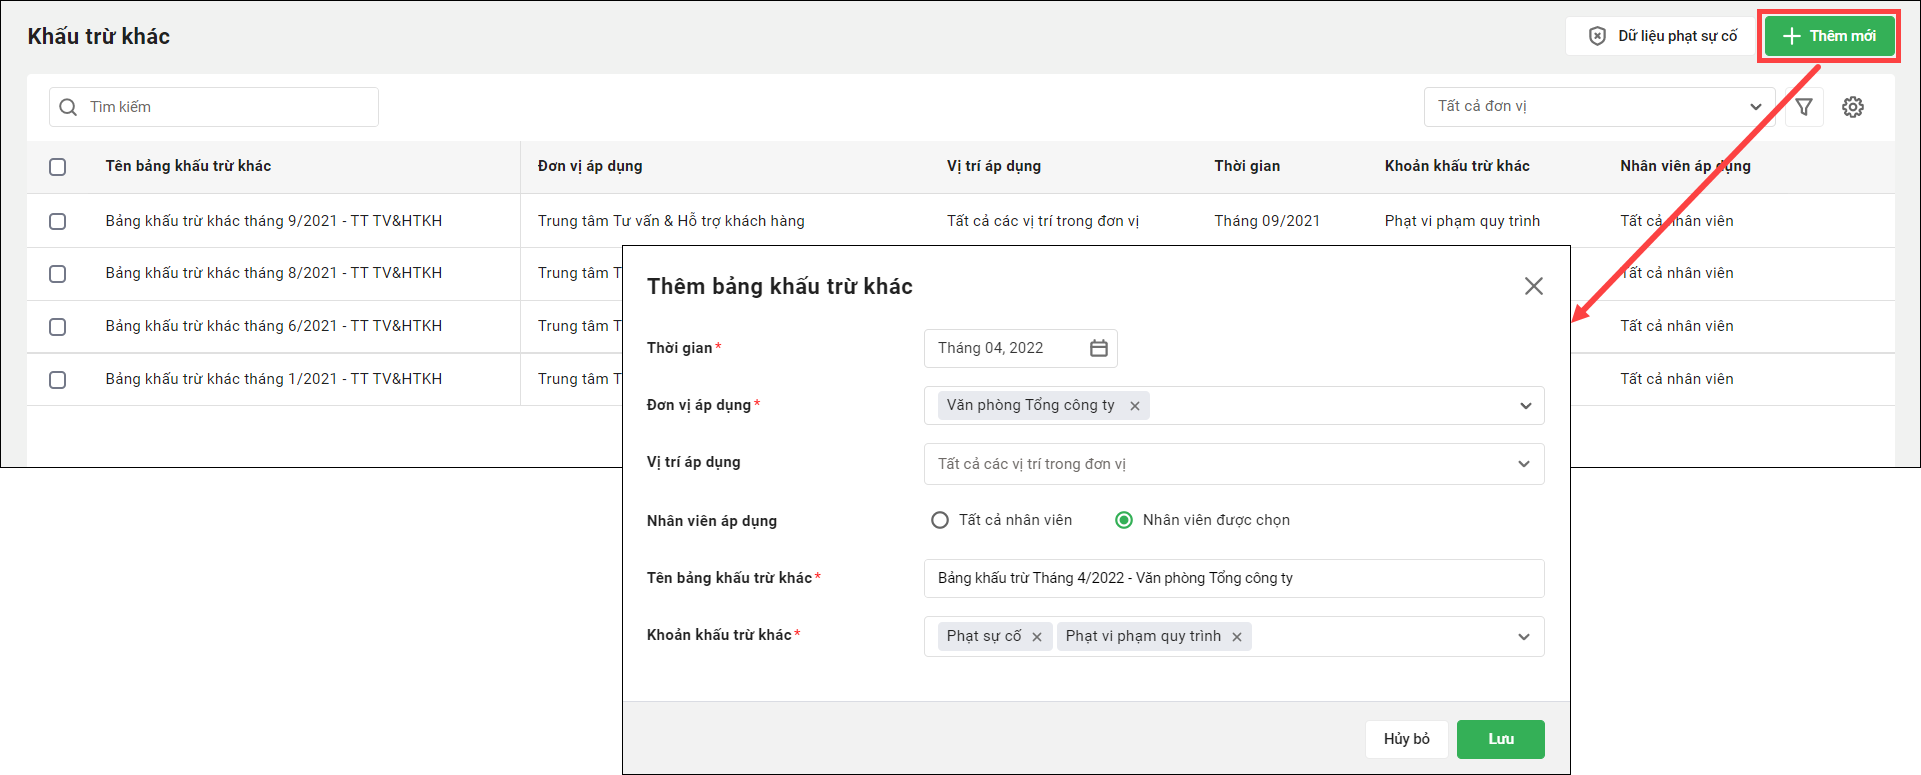 Khấu trừ khác
Dữ liệu phạt sự cố
Thêm mới
Tìm kiếm
Tất cả đơn vị
Tên bảng khấu trừ khác Đơn vị áp dụng Vị trí áp dụng Thời gian Khoản khấu trừ khác Nhân viên áp dụng
Bảng khấu trừ khác tháng 9/2021 - TT TV&HTKH Trung tâm Tư vấn & Hỗ trợ khách hàng Tất cả các vị trí trong đơn vị Tháng 09/2021 Phạt vi phạm quy trình Tất cả nhân viên
Bảng khấu trừ khác tháng 8/2021 - TT TV&HTKH Trung tâm T Tất cả nhân viên
Bảng khấu trừ khác tháng 6/2021 - TT TV&HTKH Trung tâm T Tất cả nhân viên
Bảng khấu trừ khác tháng 1/2021 - TT TV&HTKH Trung tâm T Tất cả nhân viên
Thêm bảng khấu trừ khác
Thời gian* Tháng 04, 2022
Đơn vị áp dụng* Văn phòng Tổng công ty
Vị trí áp dụng Tất cả các vị trí trong đơn vị
Nhân viên áp dụng Tất cả nhân viên Nhân viên được chọn
Tên bảng khấu trừ khác* Bảng khấu trừ Tháng 4/2022 - Văn phòng Tổng công ty
Khoản khấu trừ khác* Phạt sự cố Phạt vi phạm quy trình
Hủy bỏ Lưu